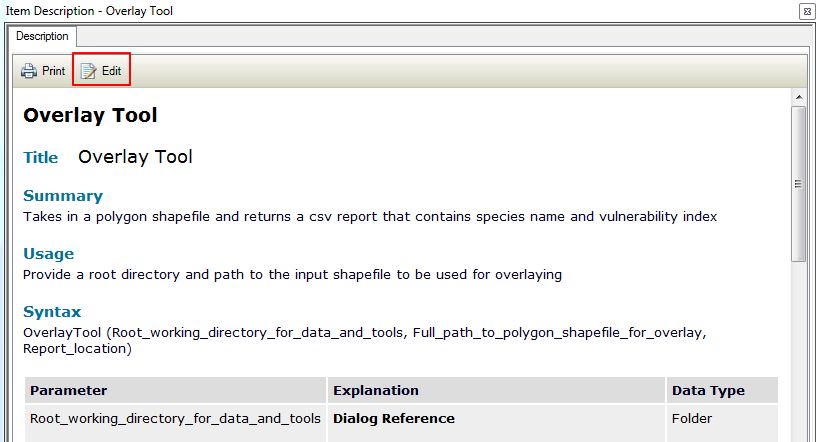 Item Description - Overlay Tool
Description
Print Edit
Overlay Tool
Title Overlay Tool
Summary
Takes in a polygon shapefile and returns a csv report that contains species name and vulnerability index
Usage
Provide a root directory and path to the input shapefile to be used for overlaying
Syntax
OverlayTool (Root_working_directory_for_data_and_tools, Full_path_to_polygon_shapefile_for_overlay,
Report_location)
Parameter Explanation Data Type
Root_working_directory_for_data_and_tools Dialog Reference Folder